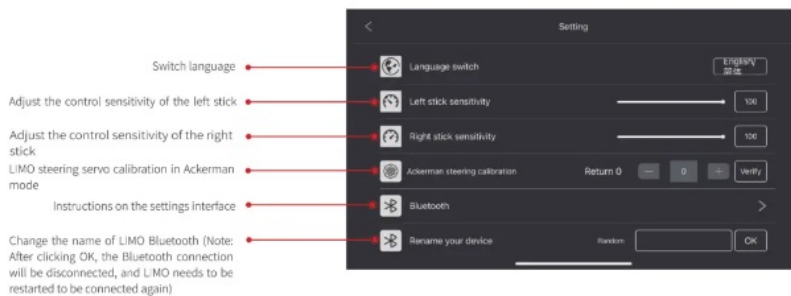 Setting
Switch language
Language switch
English/
简体
Adjust the control sensitivity of the left stick
Left stick sensitivity
100
Adjust the control sensitivity of the right
stick
Right stick sensitivity
100
LIMO steering servo calibration in Ackerman
mode
Ackerman steering calibration
Return 0
0
Verify
Instructions on the settings interface
Bluetooth
Change the name of LIMO Bluetooth (Note:
After clicking OK, the Bluetooth connection
will be disconnected, and LIMO needs to be
restarted to be connected again)
Rename your device
Random
OK